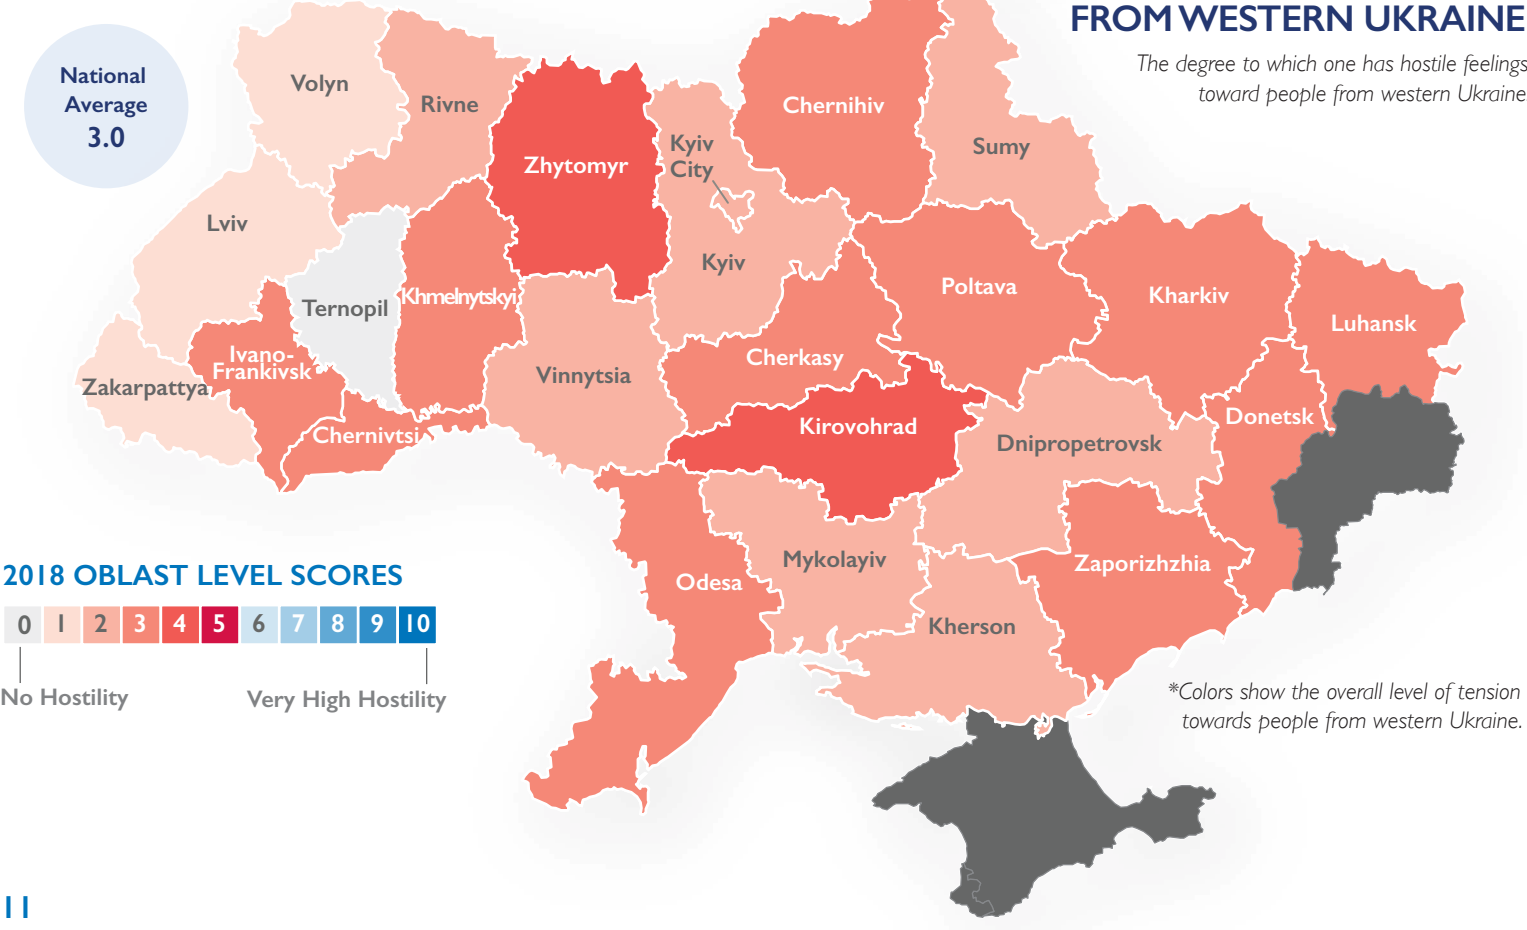 FROM WESTERN UKRAINE
The degree to which one has hostile feelings
toward people from western Ukraine
National
Average
3.0
Volyn
Rivne
Zhytomyr
Kyiv
City
Chernihiv
Sumy
Lviv
Kyiv
Ternopil
Khmelnytskyi
Poltava
Kharkiv
Luhansk
Ivano-
Frankivsk
Zakarpattya
Vinnytsia
Cherkasy
Chernivtsi
Kirovohrad
Dnipropetrovsk
Donetsk
Mykolayiv
Zaporizhzhia
Odesa
Kherson
2018 OBLAST LEVEL SCORES
0 1 2 3 4 5 6 7 8 9 10
No Hostility
Very High Hostility
*Colors show the overall level of tension
towards people from western Ukraine.
11